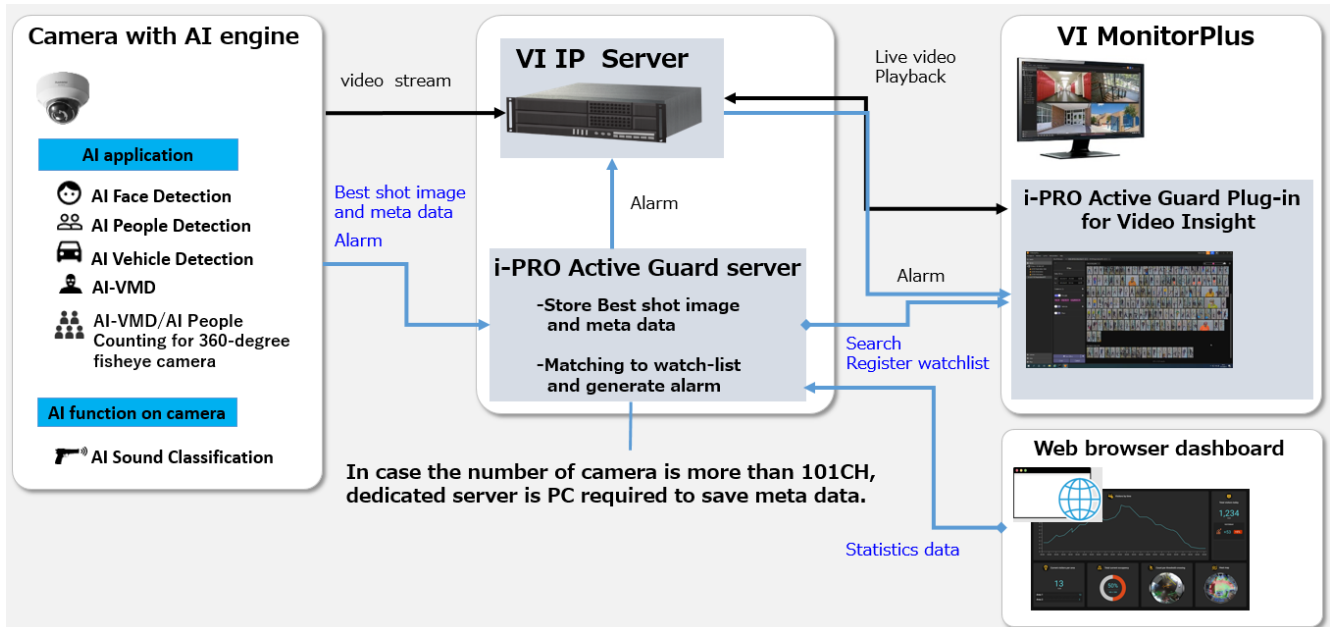 Camera with AI engine
AI application
AI Face Detection
AI People Detection
AI Vehicle Detection
AI-VMD
AI-VMD/AI People
Counting for 360-degree
fisheye camera
AI function on camera
AI Sound Classification
video stream
Best shot image
and meta data
Alarm
VI IP Server
Alarm
i-PRO Active Guard server
-Store Best shot image
and meta data
-Matching to watch-list
and generate alarm
In case the number of camera is more than 101CH,
dedicated server is PC required to save meta data.
Live video
Playback
Alarm
Search
Register watchlist
Statistics data
VI MonitorPlus
i-PRO Active Guard Plug-in
for Video Insight
Web browser dashboard
1,234
13
50%